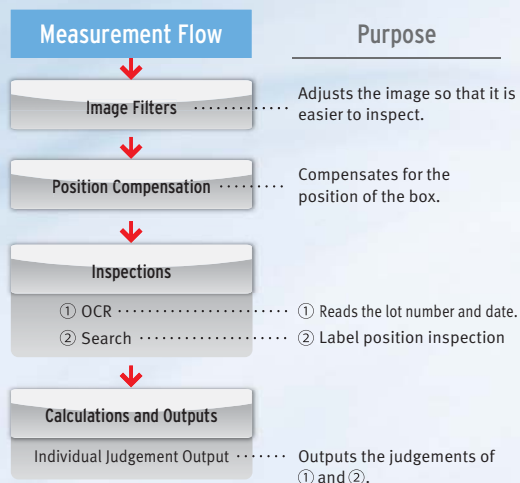 Measurement Flow Purpose
Image Filters ············ Adjusts the image so that it is
easier to inspect.
Position Compensation ········· Compensates for the
position of the box.
Inspections
① OCR ······················ ① Reads the lot number and date.
② Search ··················· ② Label position inspection
Calculations and Outputs
Individual Judgement Output ······· Outputs the judgements of
① and ②.